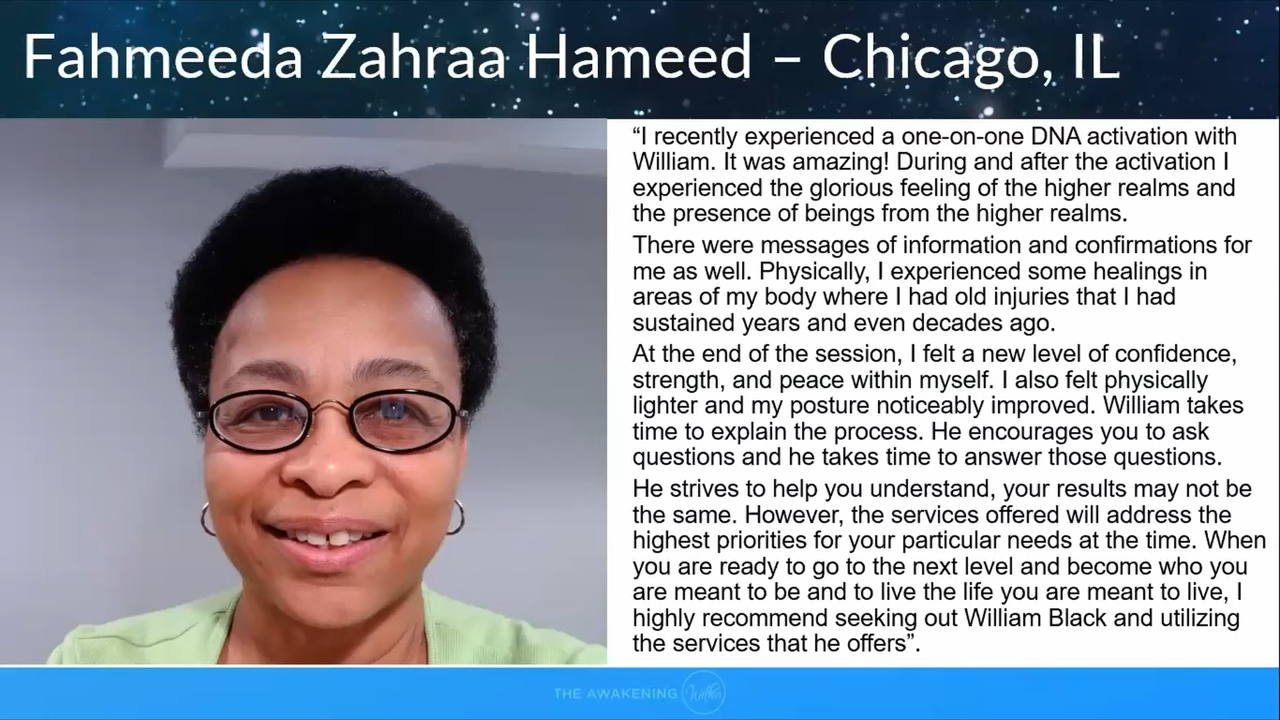 Fahmeeda Zahraa Hameed – Chicago, IL
“I recently experienced a one-on-one DNA activation with
William. It was amazing! During and after the activation I
experienced the glorious feeling of the higher realms and
the presence of beings from the higher realms.
There were messages of information and confirmations for
me as well. Physically, I experienced some healings in
areas of my body where I had old injuries that I had
sustained years and even decades ago.
At the end of the session, I felt a new level of confidence,
strength, and peace within myself. I also felt physically
lighter and my posture noticeably improved. William takes
time to explain the process. He encourages you to ask
questions and he takes time to answer those questions.
He strives to help you understand, your results may not be
the same. However, the services offered will address the
highest priorities for your particular needs at the time. When
you are ready to go to the next level and become who you
are meant to be and to live the life you are meant to live, I
highly recommend seeking out William Black and utilizing
the services that he offers”.
THE AWAKENING Within